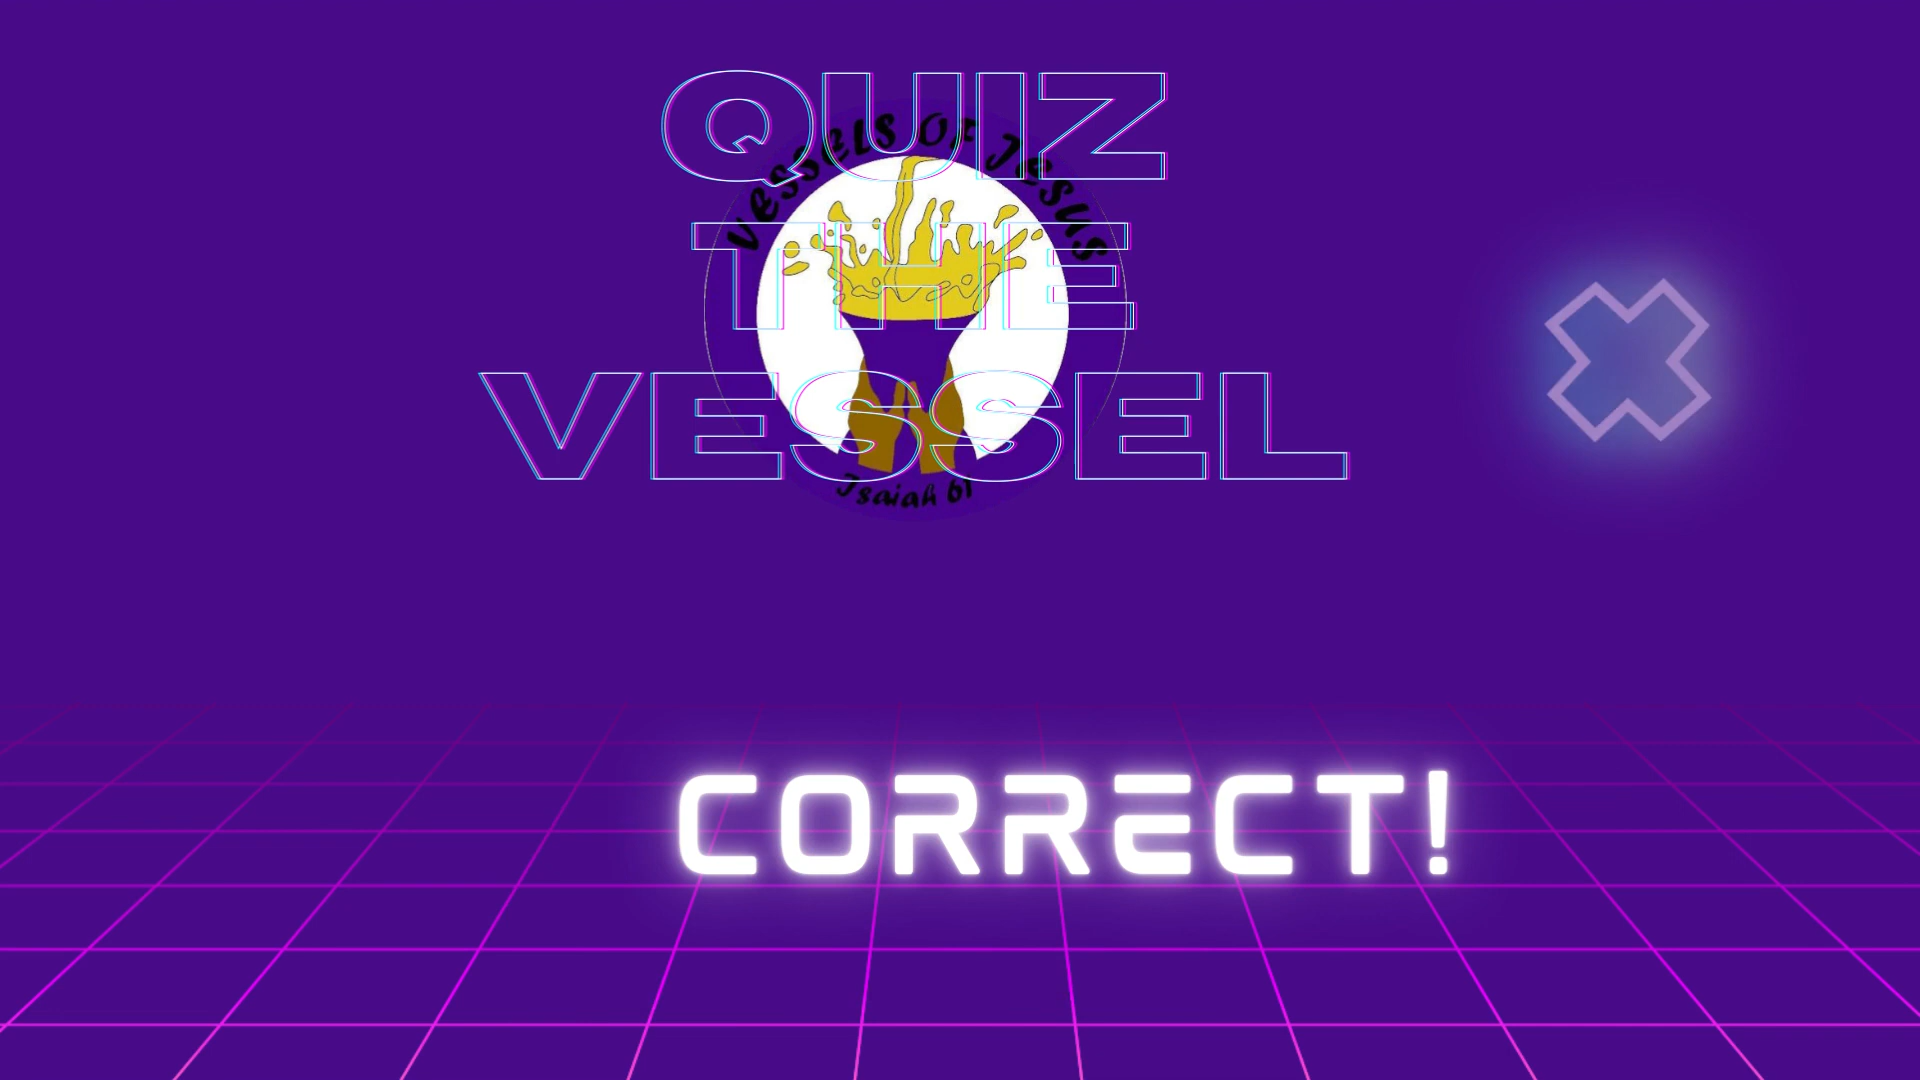 QUIZ
VESSELS OF JESUS
THE
VESSEL
Isaiah 61
CORRECT!